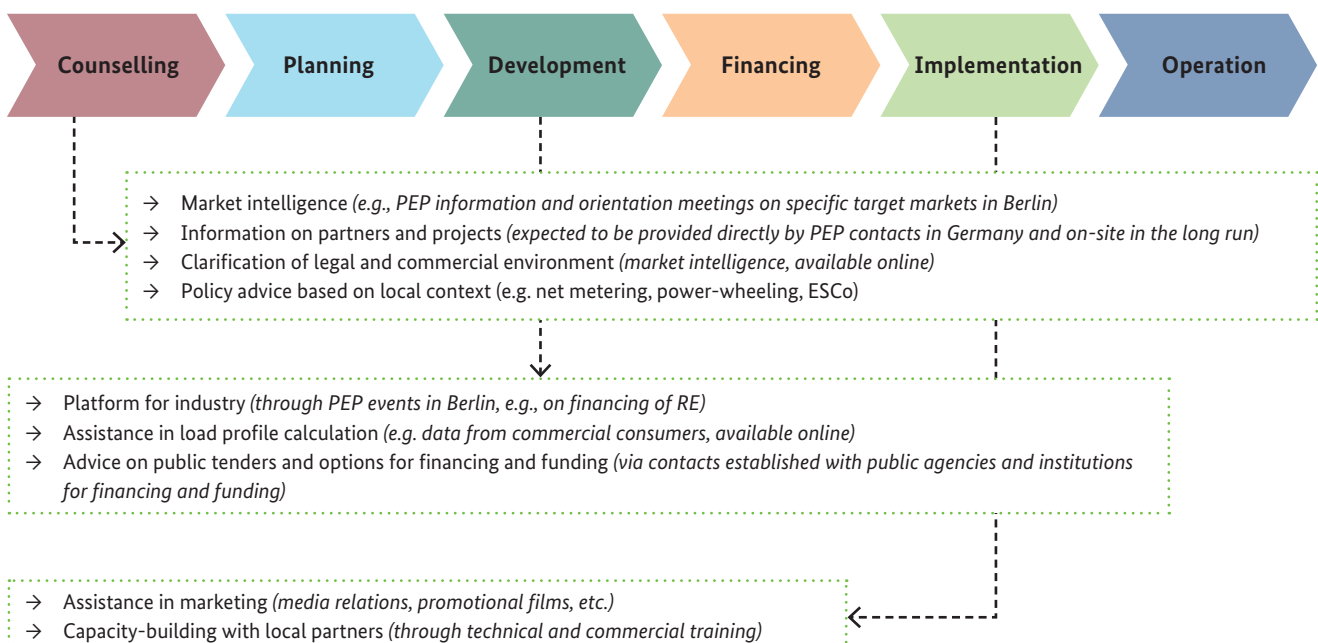 Counselling
Planning
Development
Financing
Implementation
Operation
→ Market intelligence (e.g., PEP information and orientation meetings on specific target markets in Berlin)
→ Information on partners and projects (expected to be provided directly by PEP contacts in Germany and on-site in the long run)
→ Clarification of legal and commercial environment (market intelligence, available online)
→ Policy advice based on local context (e.g. net metering, power-wheeling, ESCo)
→ Platform for industry (through PEP events in Berlin, e.g., on financing of RE)
→ Assistance in load profile calculation (e.g. data from commercial consumers, available online)
→ Advice on public tenders and options for financing and funding (via contacts established with public agencies and institutions
for financing and funding)
→ Assistance in marketing (media relations, promotional films, etc.)
→ Capacity-building with local partners (through technical and commercial training)